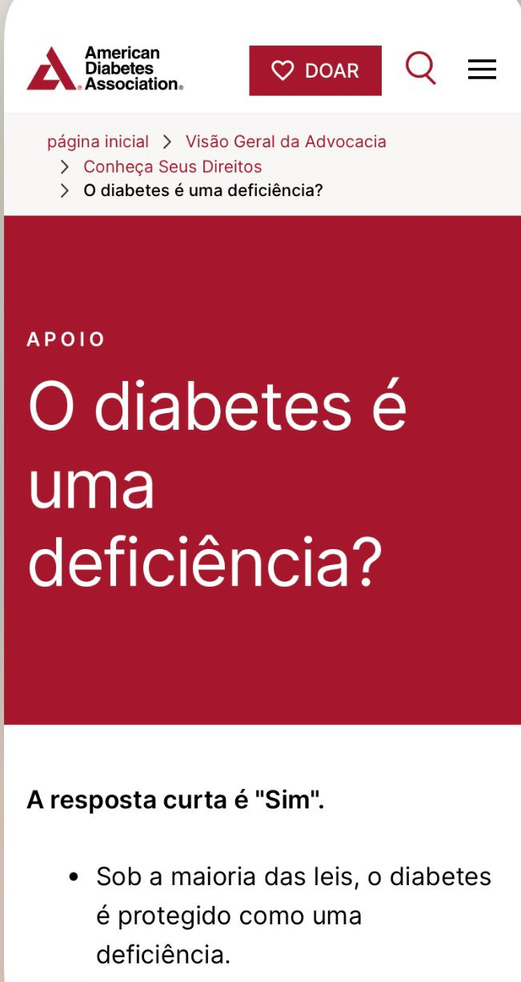 American
Diabetes
Association®
DOAR
página inicial > Visão Geral da Advocacia
> Conheça Seus Direitos
> O diabetes é uma deficiência?
APOIO
O diabetes é
uma
deficiência?
A resposta curta é "Sim".
• Sob a maioria das leis, o diabetes
é protegido como uma
deficiência.